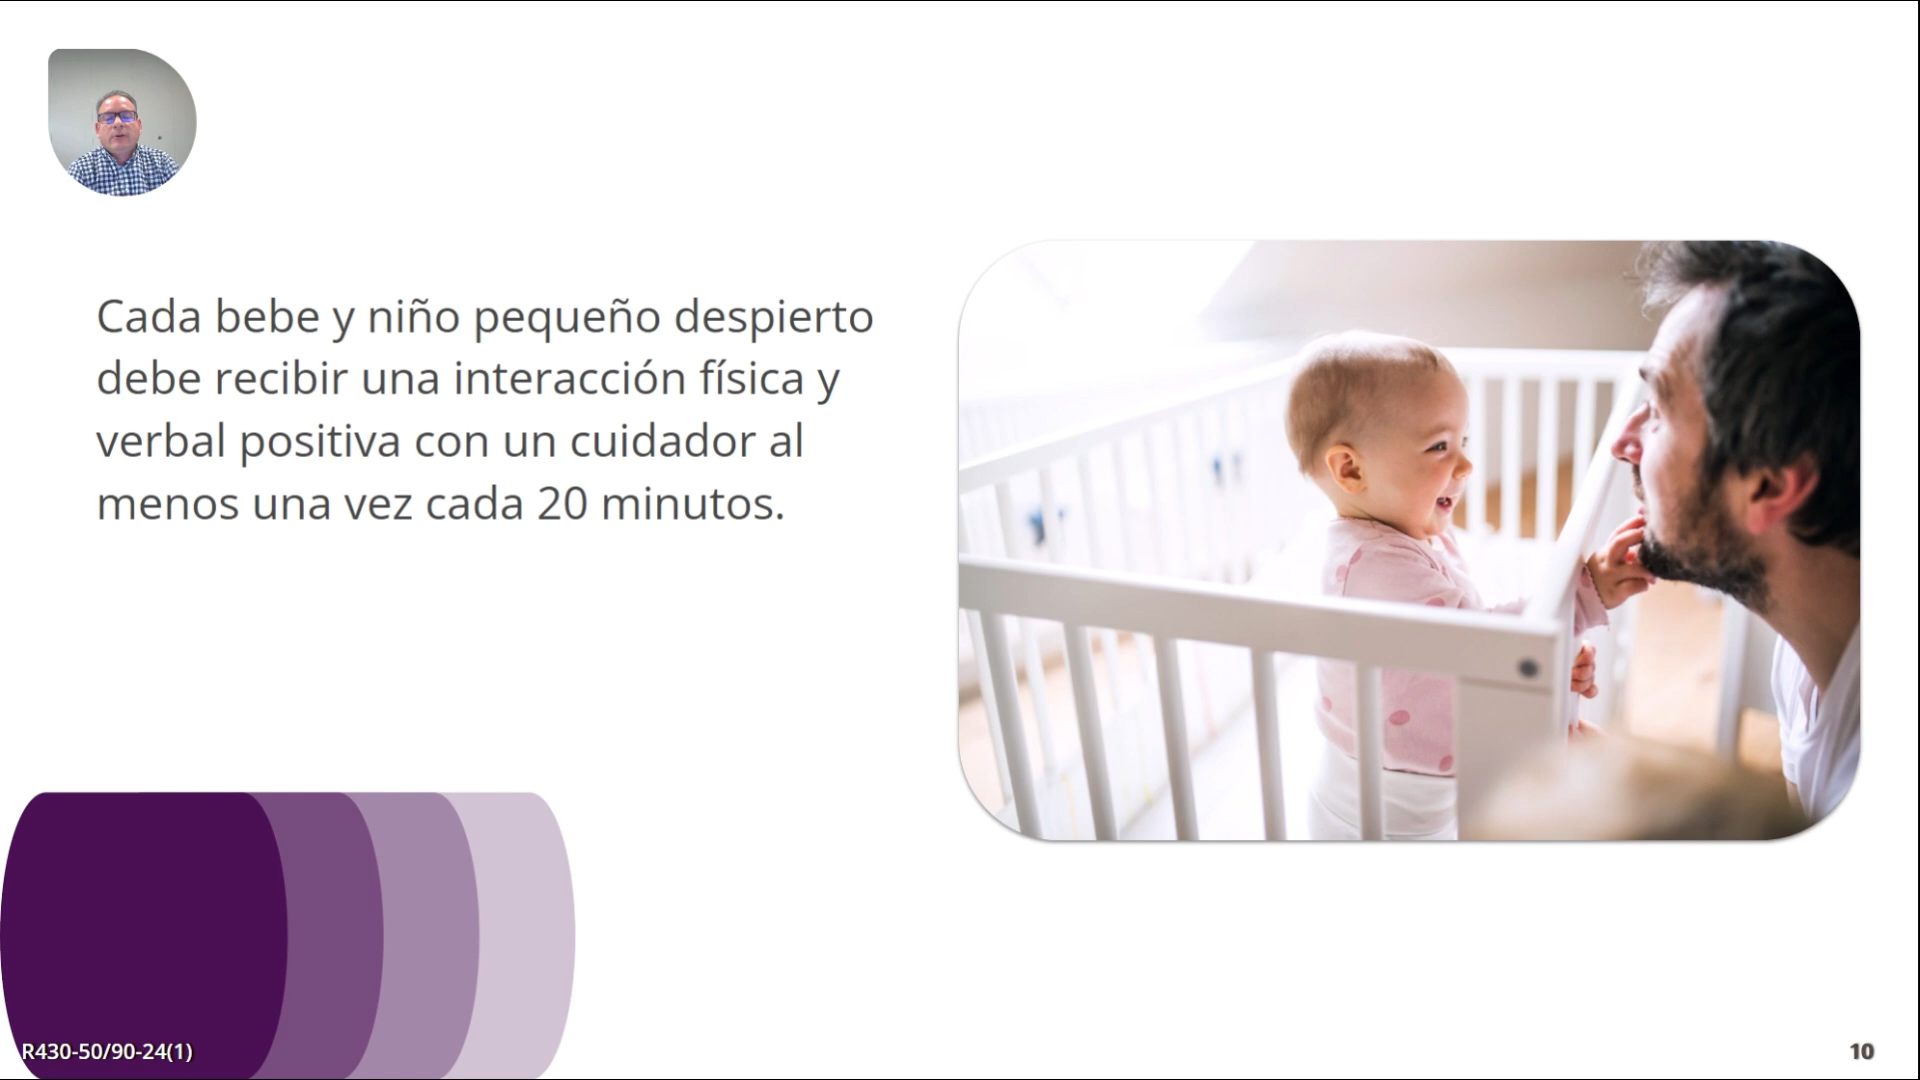 Cada bebe y niño pequeño despierto
debe recibir una interacción física y
verbal positiva con un cuidador al
menos una vez cada 20 minutos.
R430-50/90-24(1)
10